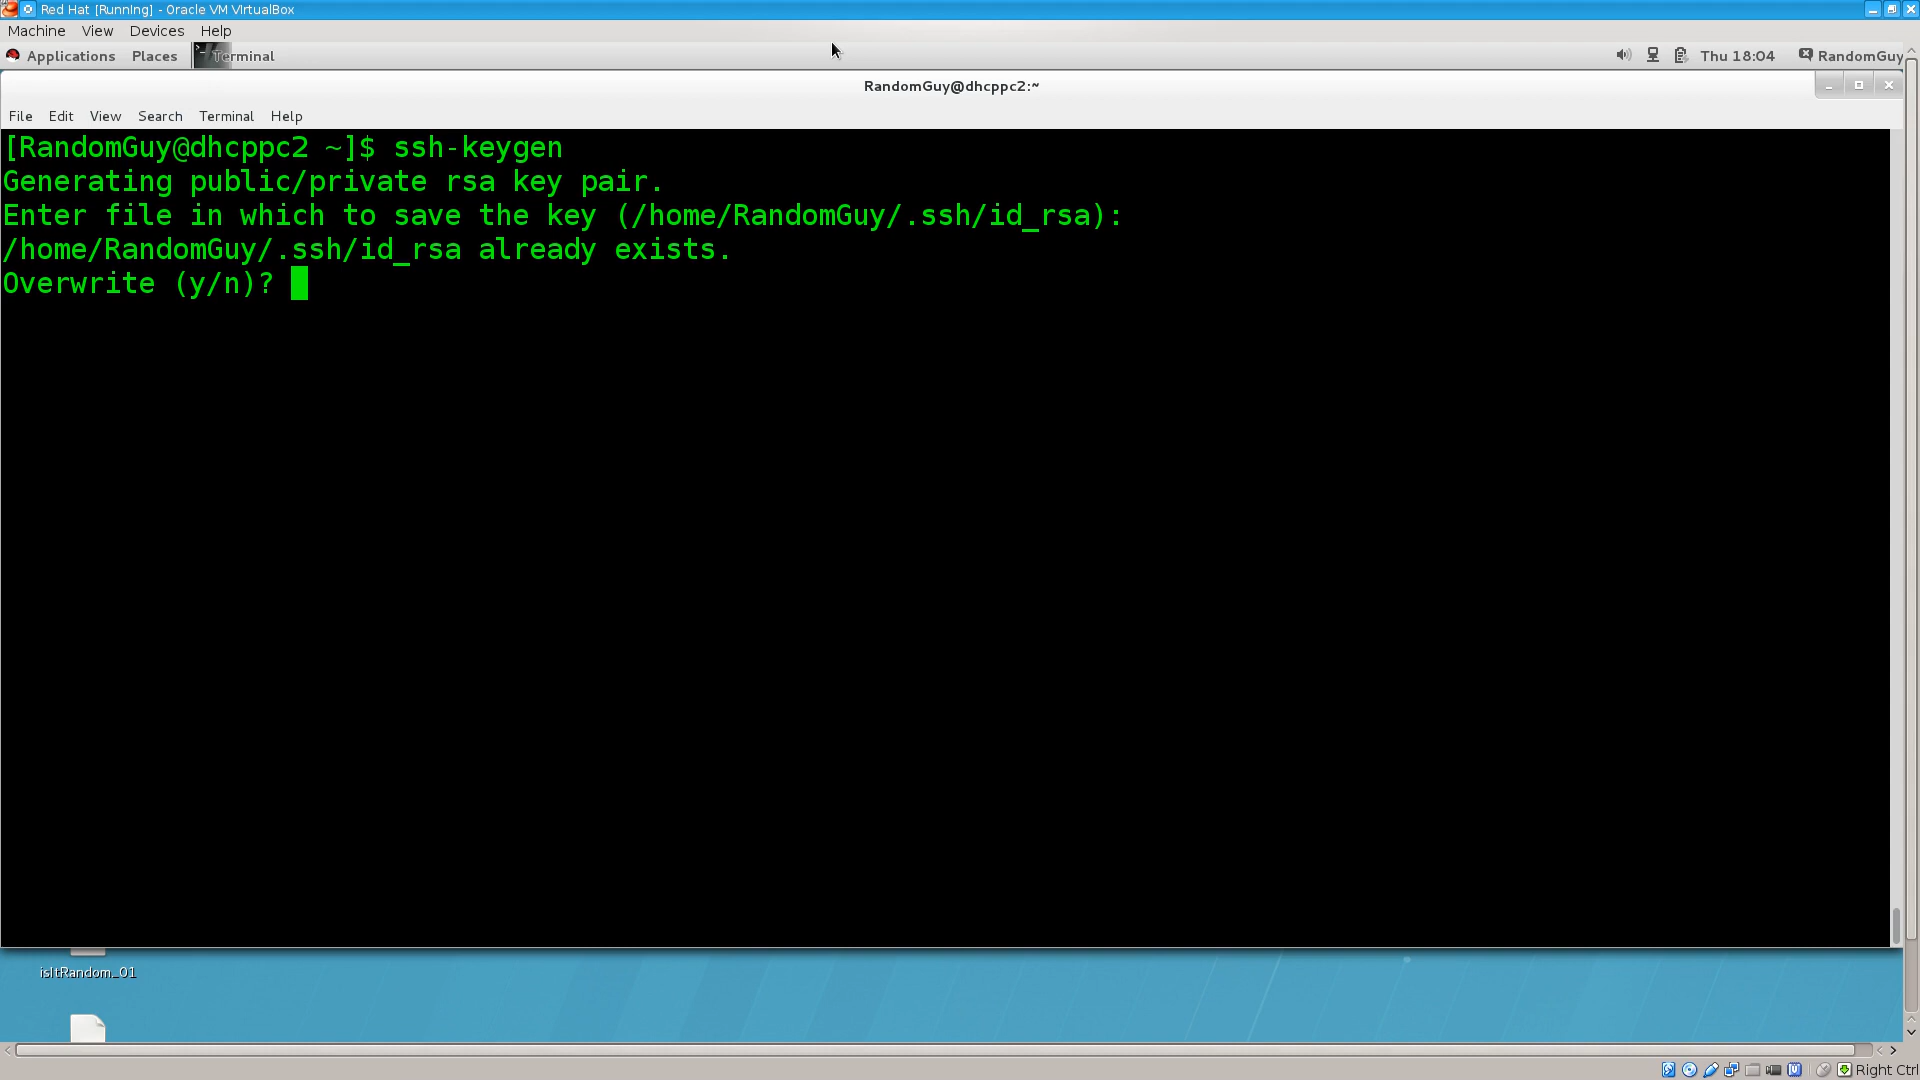 Red Hat [Running] - Oracle VM VirtualBox
Machine View Devices Help
Applications Places Terminal Thu 18:04 RandomGuy
RandomGuy@dhcppc2:~
File Edit View Search Terminal Help
[RandomGuy@dhcppc2 ~]$ ssh-keygen
Generating public/private rsa key pair.
Enter file in which to save the key (/home/RandomGuy/.ssh/id_rsa):
/home/RandomGuy/.ssh/id_rsa already exists.
Overwrite (y/n)?
isItRandom_01
Right Ctrl